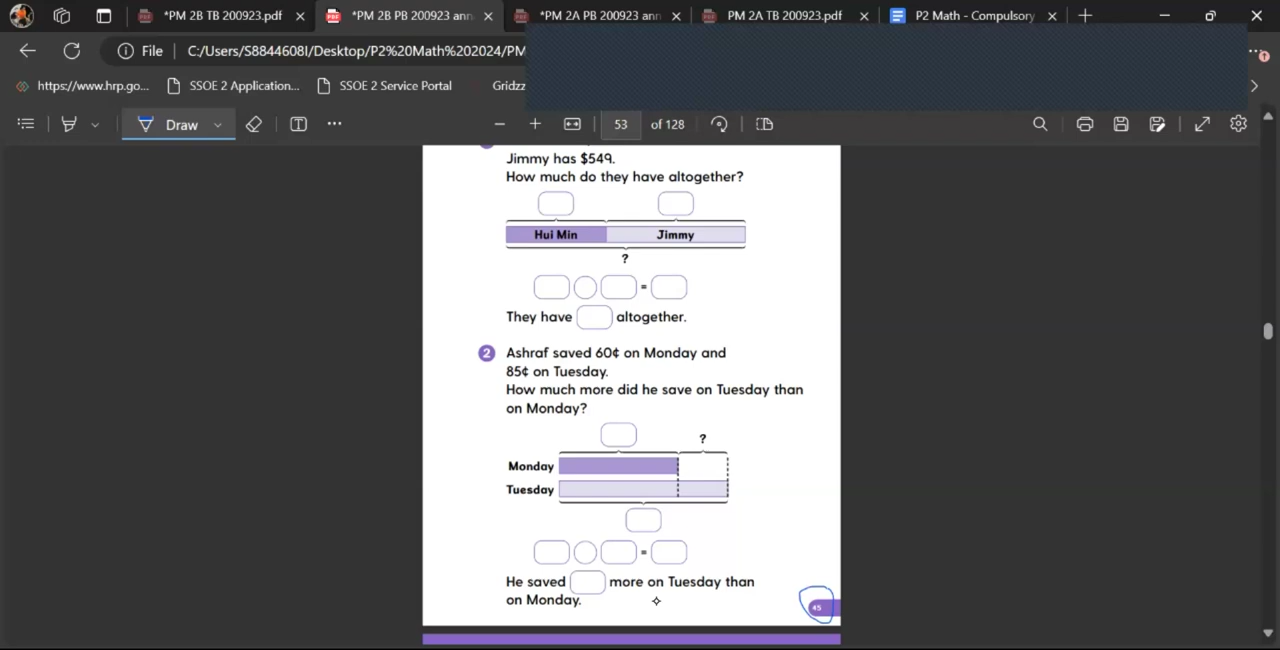 *PM 2B TB 200923.pdf
*PM 2B PB 200923 ann
*PM 2A PB 200923 ann
PM 2A TB 200923.pdf
P2 Math - Compulsory
File
C:/Users/S8844608I/Desktop/P2%20Math%202024/PM
https://www.hrp.go...
SSOE 2 Application...
SSOE 2 Service Portal
Gridzz
Draw
53 of 128
Jimmy has $549.
How much do they have altogether?
Hui Min Jimmy
?
=
They have altogether.
2 Ashraf saved 60¢ on Monday and
85¢ on Tuesday.
How much more did he save on Tuesday than
on Monday?
?
Monday
Tuesday
=
He saved more on Tuesday than
on Monday.
45